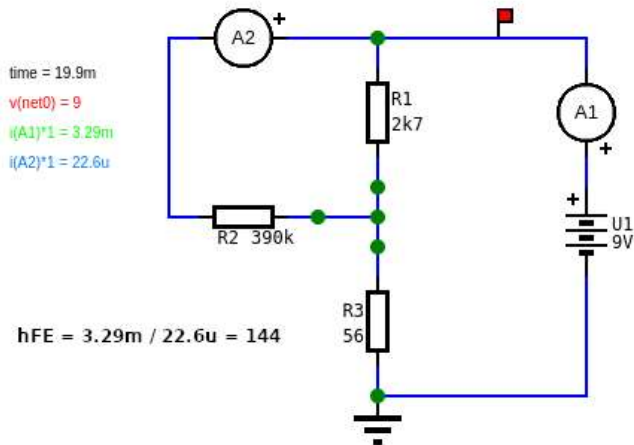 A2
+
time = 19.9m
v(net0) = 9
i(A1)*1 = 3.29m
i(A2)*1 = 22.6u
R1
2k7
A1
+
+
U1
9V
R2 390k
R3
56
hFE = 3.29m / 22.6u = 144